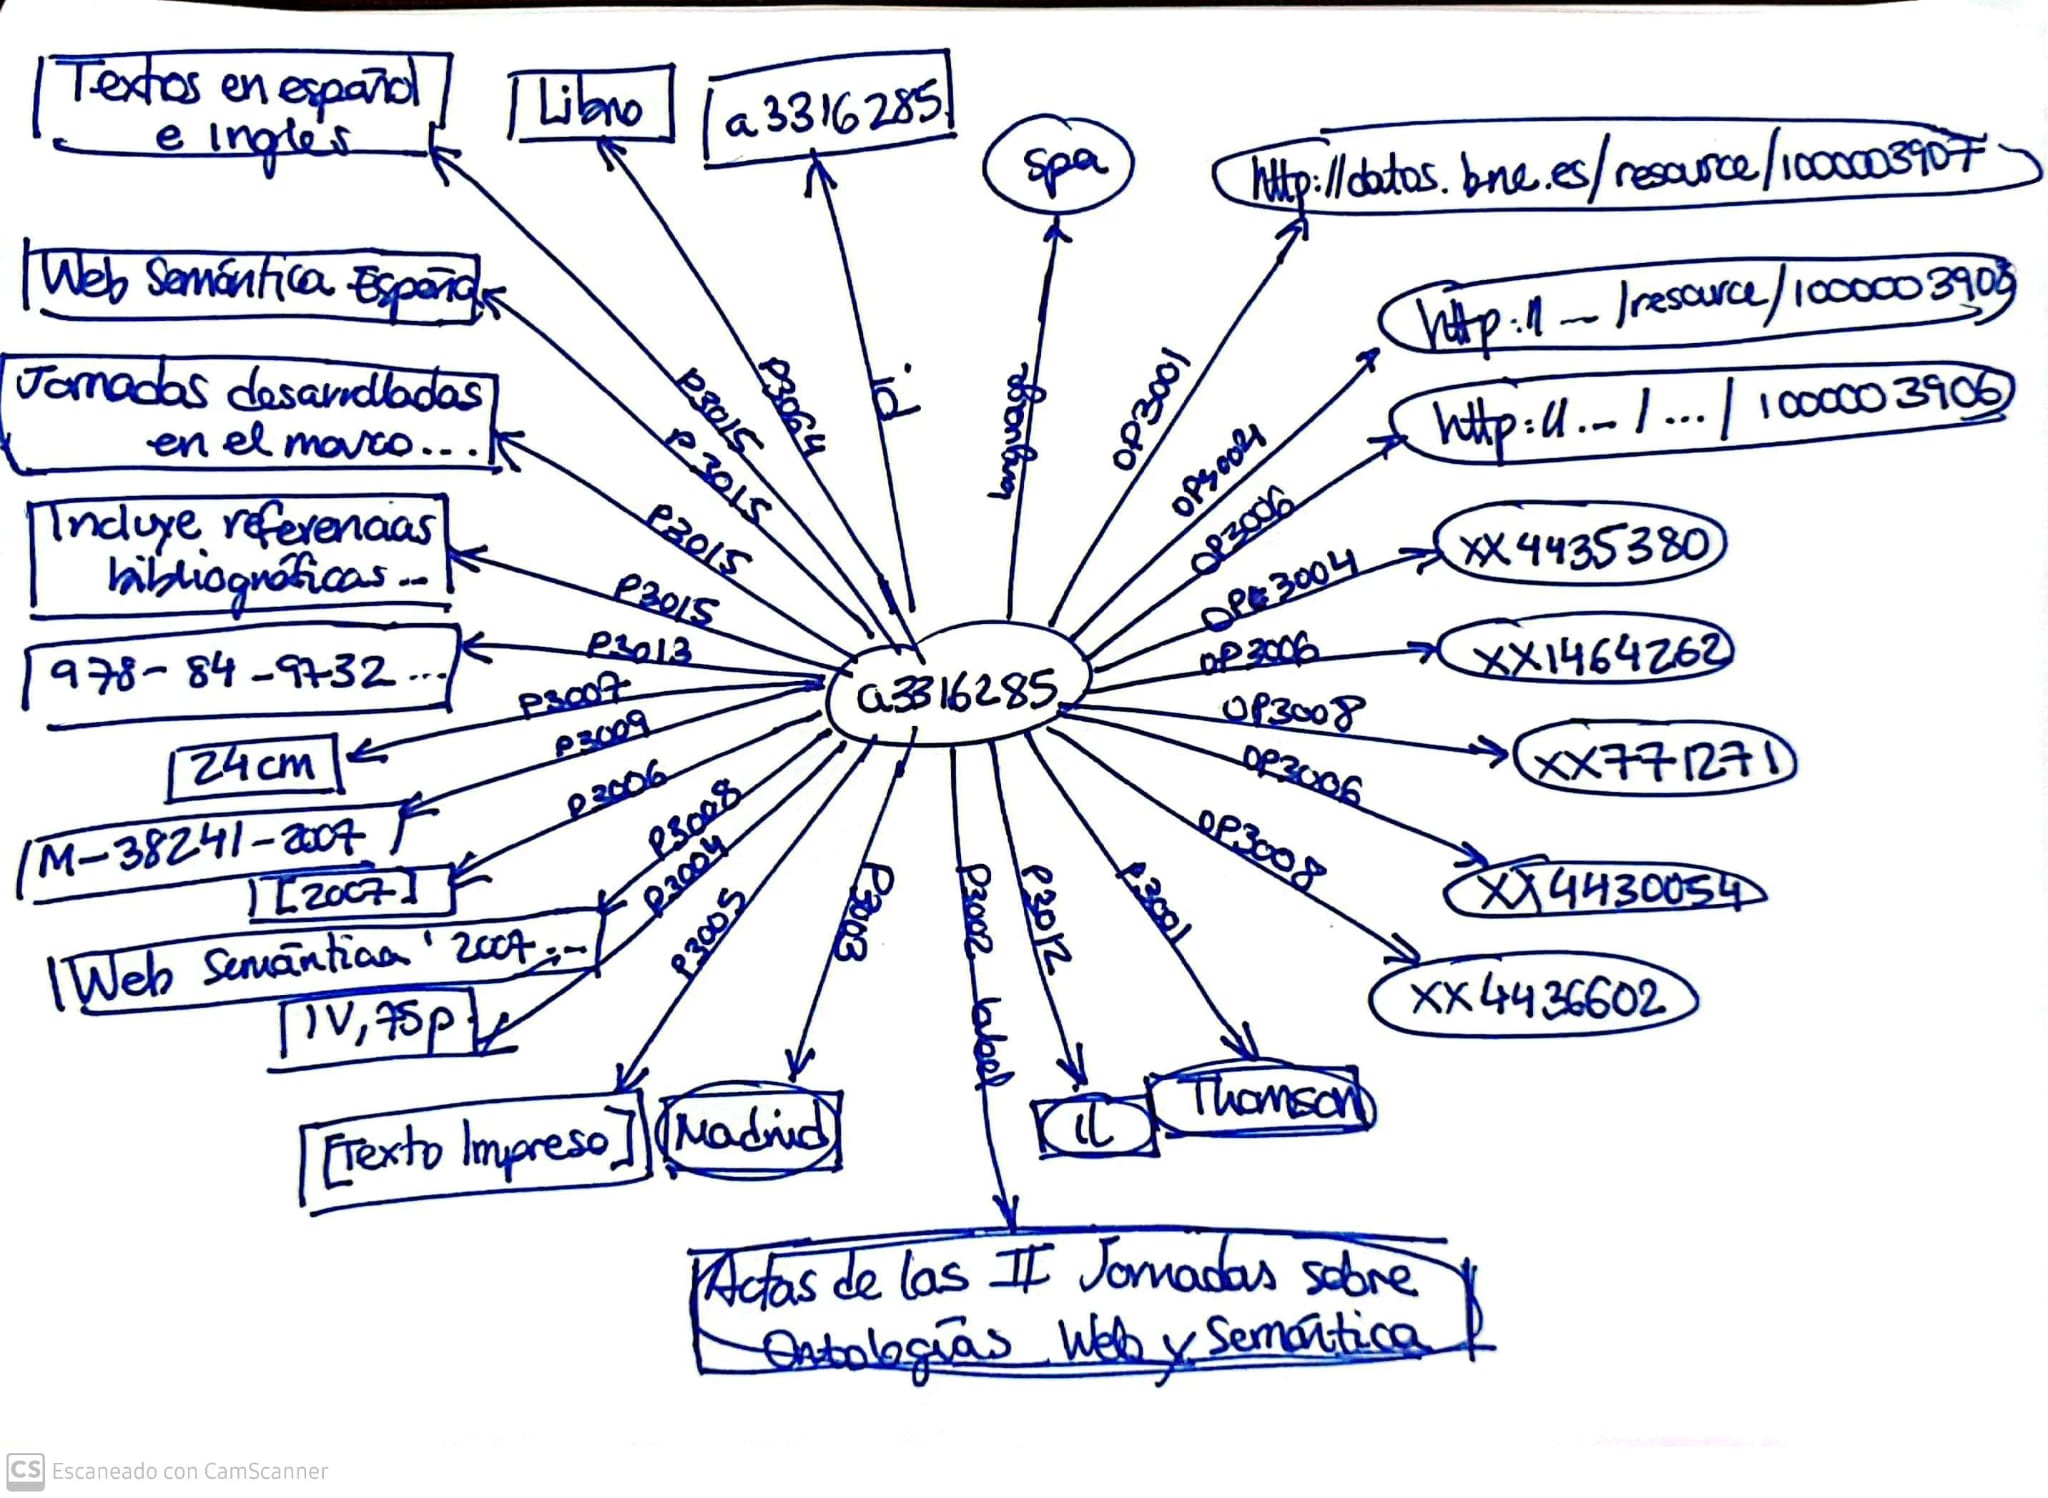 Textos en español
e Inglés
Libro
a3316285
spa
http://datos.bne.es/resource/1000003907
Web Semántica España
http:// --- /resource/1000003908
Jornadas desarrolladas
en el marco...
http://.-- / ... / 1000003906
Incluye referencias
bibliográficas...
xx4435380
978-84-9732...
xx1464262
a3316285
24cm
xx771271
M-38241-2007
[2007]
xx4430054
Web Semántica' 2007...
IV, 75p
xx4436602
[Texto Impreso]
Madrid
il
Thomson
Actas de las II Jornadas sobre
Ontologías Web y Semántica
P3015
P3064
id
language
OP3001
P3015
OP3004
P3015
OP3006
P3015
OP3004
P3013
OP3006
P3007
OP3008
P3009
OP3006
P3006
OP3008
P3008
P3004
P3005
P3003
P3002 label
P3012
P3001
CS Escaneado con CamScanner